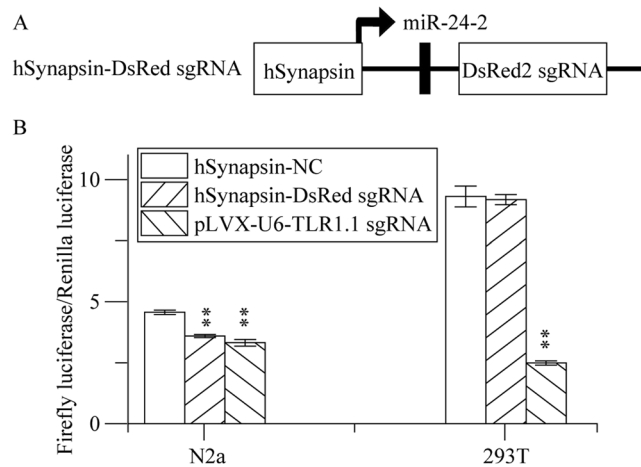 A
miR-24-2
hSynapsin-DsRed sgRNA
hSynapsin
DsRed2 sgRNA
B
Firefly luciferase/Renilla luciferase
10
5
0
hSynapsin-NC
hSynapsin-DsRed sgRNA
pLVX-U6-TLR1.1 sgRNA
**
**
**
N2a
293T